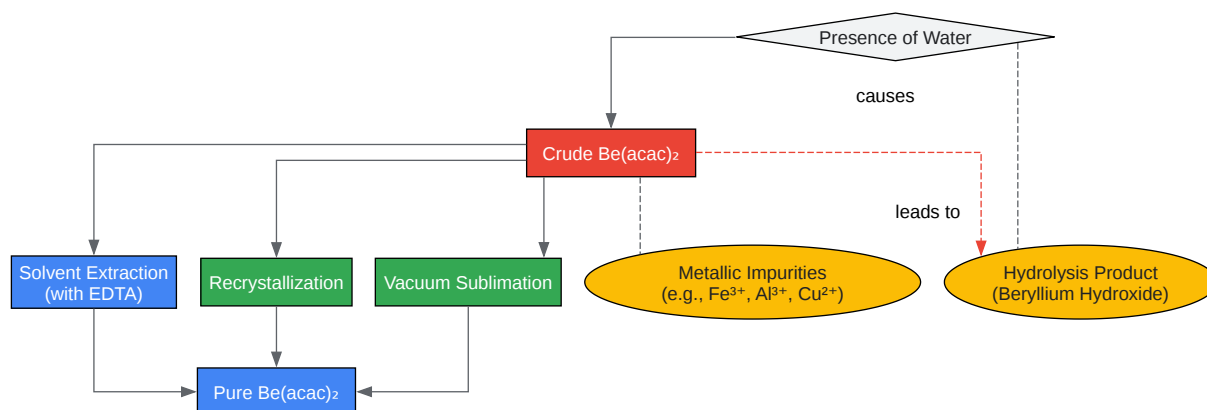 Presence of Water
causes
Crude Be(acac)₂
leads to
Solvent Extraction
(with EDTA)
Recrystallization
Vacuum Sublimation
Metallic Impurities
(e.g., Fe³⁺, Al³⁺, Cu²⁺)
Hydrolysis Product
(Beryllium Hydroxide)
Pure Be(acac)₂